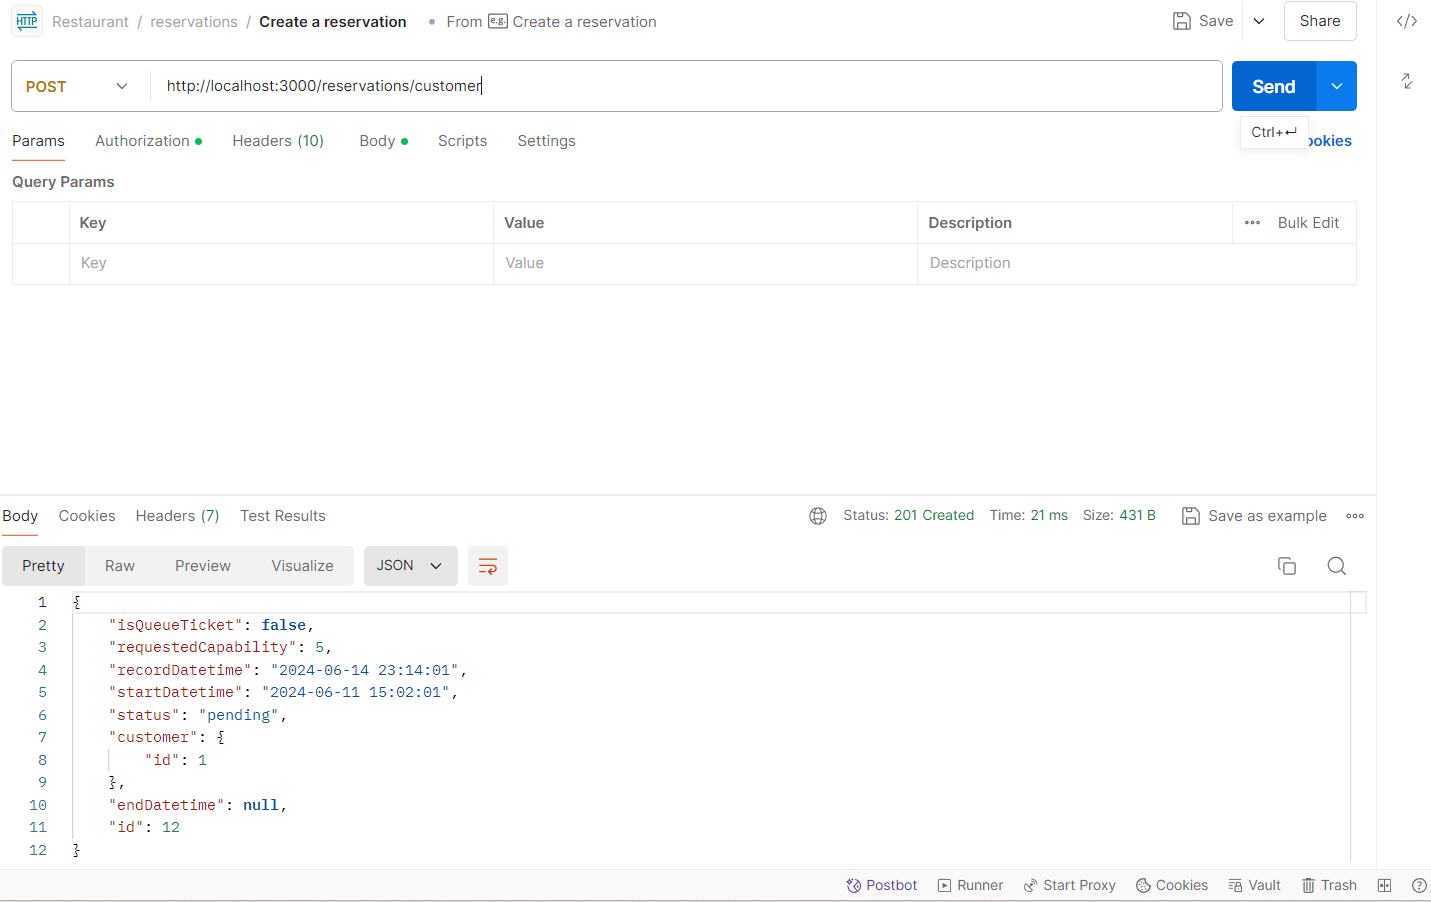 HTTP Restaurant / reservations / Create a reservation • From e.g. Create a reservation Save Share </>
POST http://localhost:3000/reservations/customer Send
Ctrl+↵
Params Authorization Headers (10) Body Scripts Settings ookies
Query Params
Key Value Description ••• Bulk Edit
Key Value Description
Body Cookies Headers (7) Test Results Status: 201 Created Time: 21 ms Size: 431 B Save as example •••
Pretty Raw Preview Visualize JSON
1 {
2 "isQueueTicket": false,
3 "requestedCapability": 5,
4 "recordDatetime": "2024-06-14 23:14:01",
5 "startDatetime": "2024-06-11 15:02:01",
6 "status": "pending",
7 "customer": {
8 "id": 1
9 },
10 "endDatetime": null,
11 "id": 12
12 }
Postbot Runner Start Proxy Cookies Vault Trash